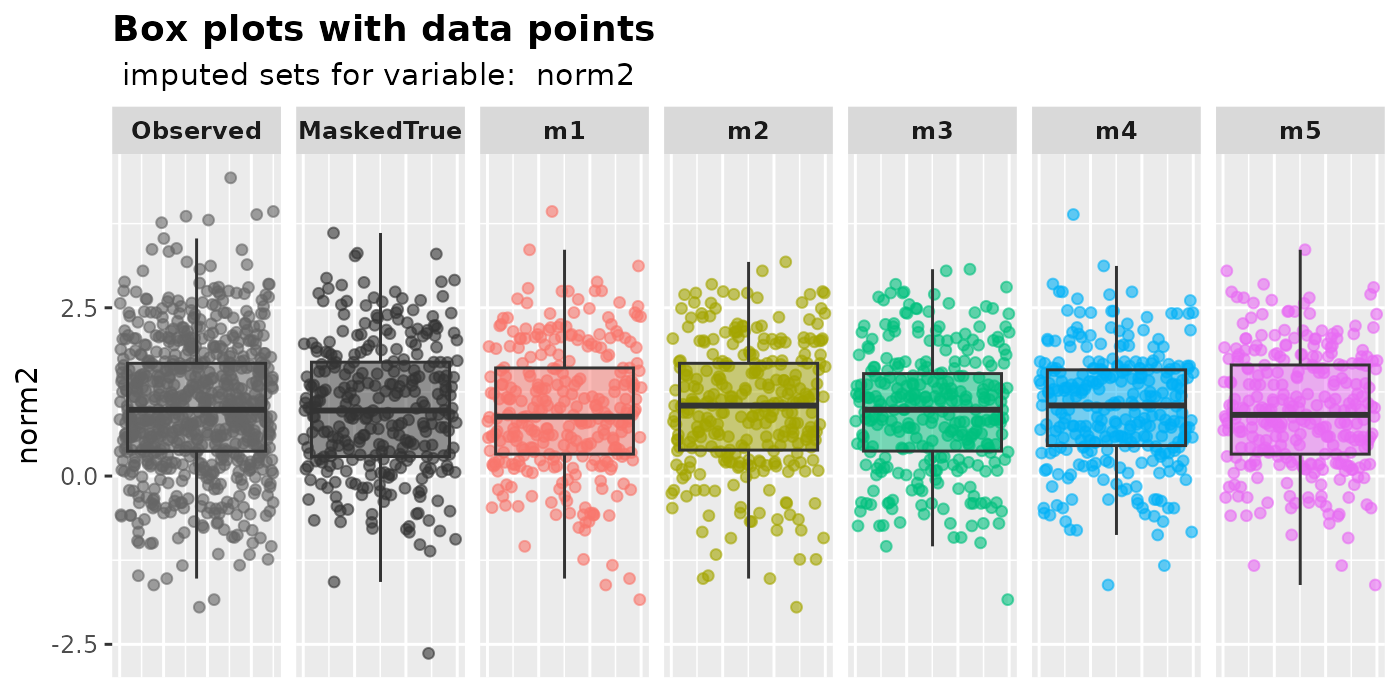 Box plots with data points
imputed sets for variable:  norm2
Observed MaskedTrue m1 m2 m3 m4 m5
norm2
2.5
0.0
-2.5